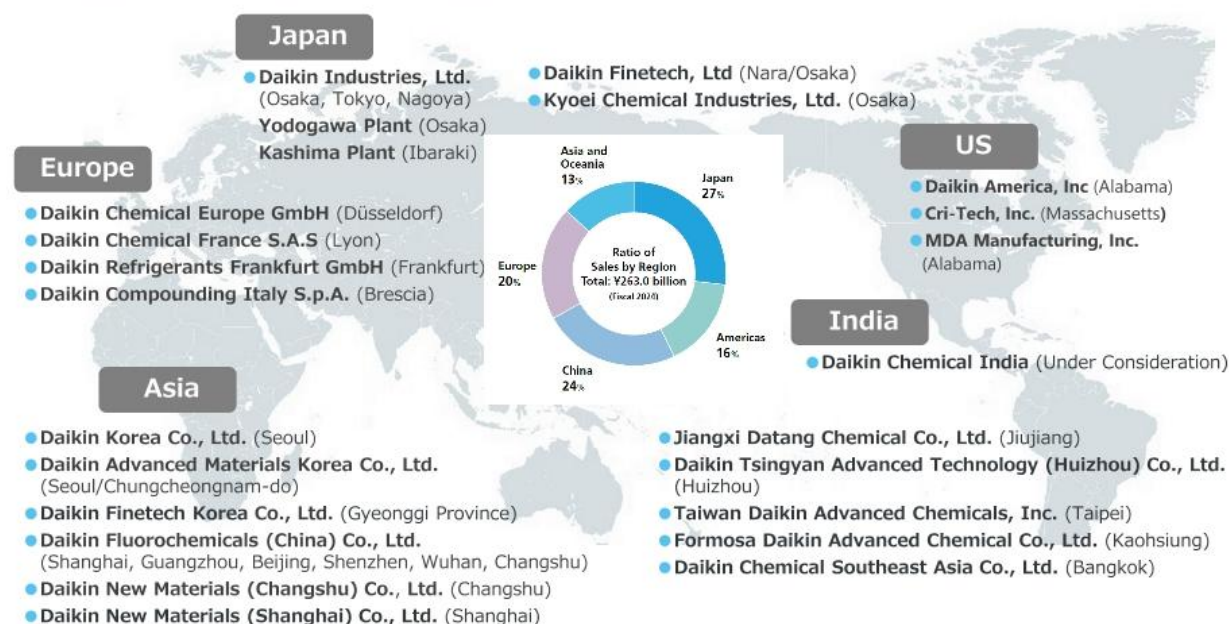 Japan
● Daikin Industries, Ltd.
(Osaka, Tokyo, Nagoya)
Yodogawa Plant (Osaka)
Kashima Plant (Ibaraki)
● Daikin Finetech, Ltd (Nara/Osaka)
● Kyoei Chemical Industries, Ltd. (Osaka)
Europe
● Daikin Chemical Europe GmbH (Düsseldorf)
● Daikin Chemical France S.A.S (Lyon)
● Daikin Refrigerants Frankfurt GmbH (Frankfurt)
● Daikin Compounding Italy S.p.A. (Brescia)
Asia and
Oceania
13%
Japan
27%
Europe
20%
Ratio of
Sales by Region
Total: ¥263.0 billion
(Fiscal 2024)
Americas
16%
China
24%
US
● Daikin America, Inc (Alabama)
● Cri-Tech, Inc. (Massachusetts)
● MDA Manufacturing, Inc.
(Alabama)
India
● Daikin Chemical India (Under Consideration)
Asia
● Daikin Korea Co., Ltd. (Seoul)
● Daikin Advanced Materials Korea Co., Ltd.
(Seoul/Chungcheongnam-do)
● Daikin Finetech Korea Co., Ltd. (Gyeonggi Province)
● Daikin Fluorochemicals (China) Co., Ltd.
(Shanghai, Guangzhou, Beijing, Shenzhen, Wuhan, Changshu)
● Daikin New Materials (Changshu) Co., Ltd. (Changshu)
● Daikin New Materials (Shanghai) Co., Ltd. (Shanghai)
● Jiangxi Datang Chemical Co., Ltd. (Jiujiang)
● Daikin Tsingyan Advanced Technology (Huizhou) Co., Ltd.
(Huizhou)
● Taiwan Daikin Advanced Chemicals, Inc. (Taipei)
● Formosa Daikin Advanced Chemical Co., Ltd. (Kaohsiung)
● Daikin Chemical Southeast Asia Co., Ltd. (Bangkok)